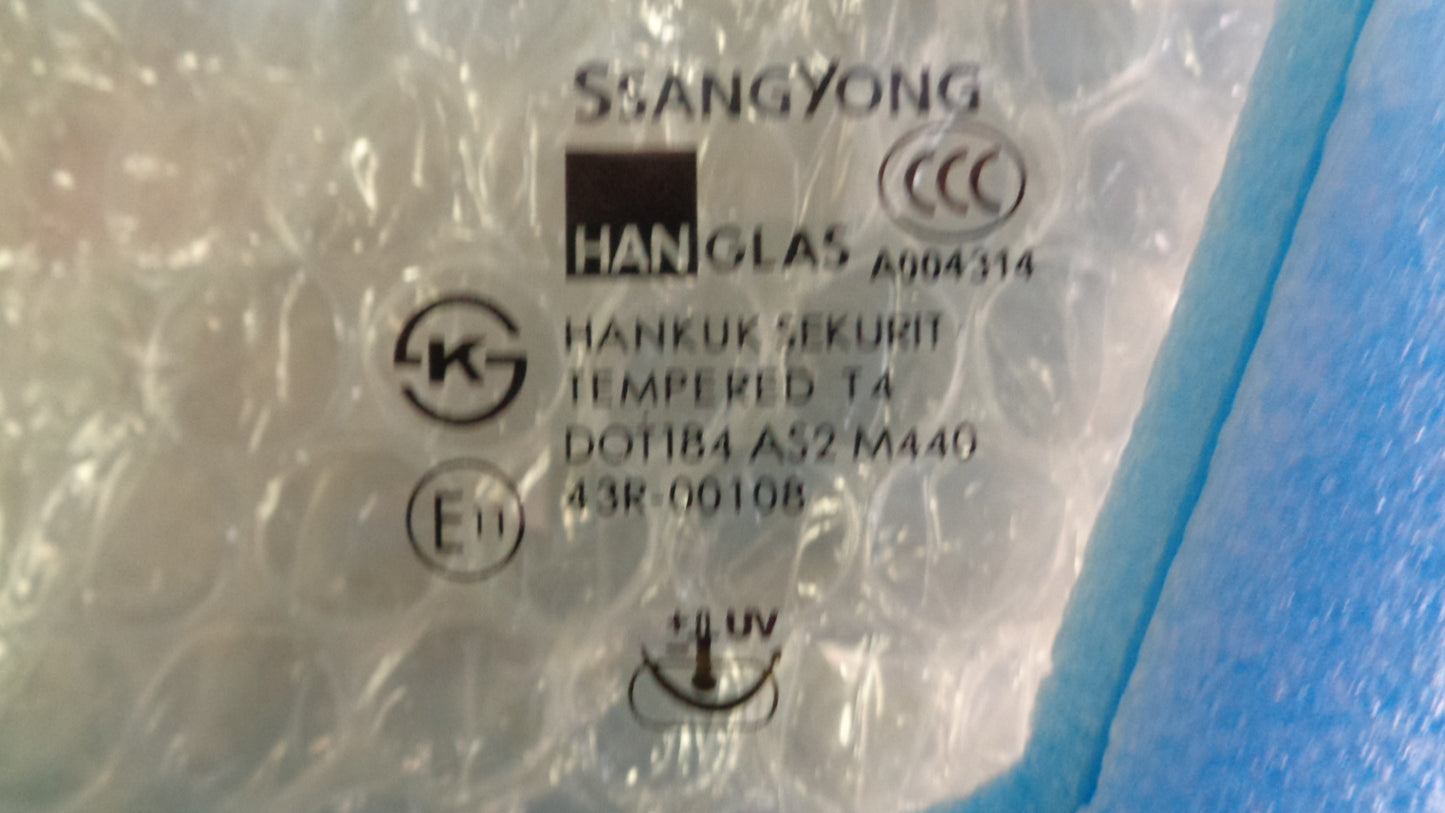 SSANGYONG
CCC
HANGLAS
A004314
K
HANKUK SEKURIT
TEMPERED T4
DOT184 AS2 M440
E11
43R-00108
UV